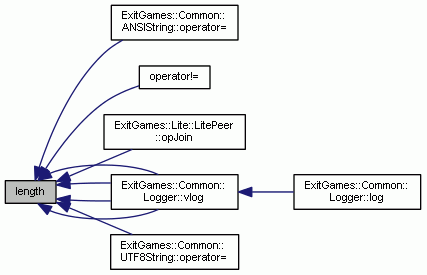 ExitGames::Common::
ANSIString::operator=
operator!=
ExitGames::Lite::LitePeer
::opJoin
length
ExitGames::Common::
Logger::vlog
ExitGames::Common::
Logger::log
ExitGames::Common::
UTF8String::operator=